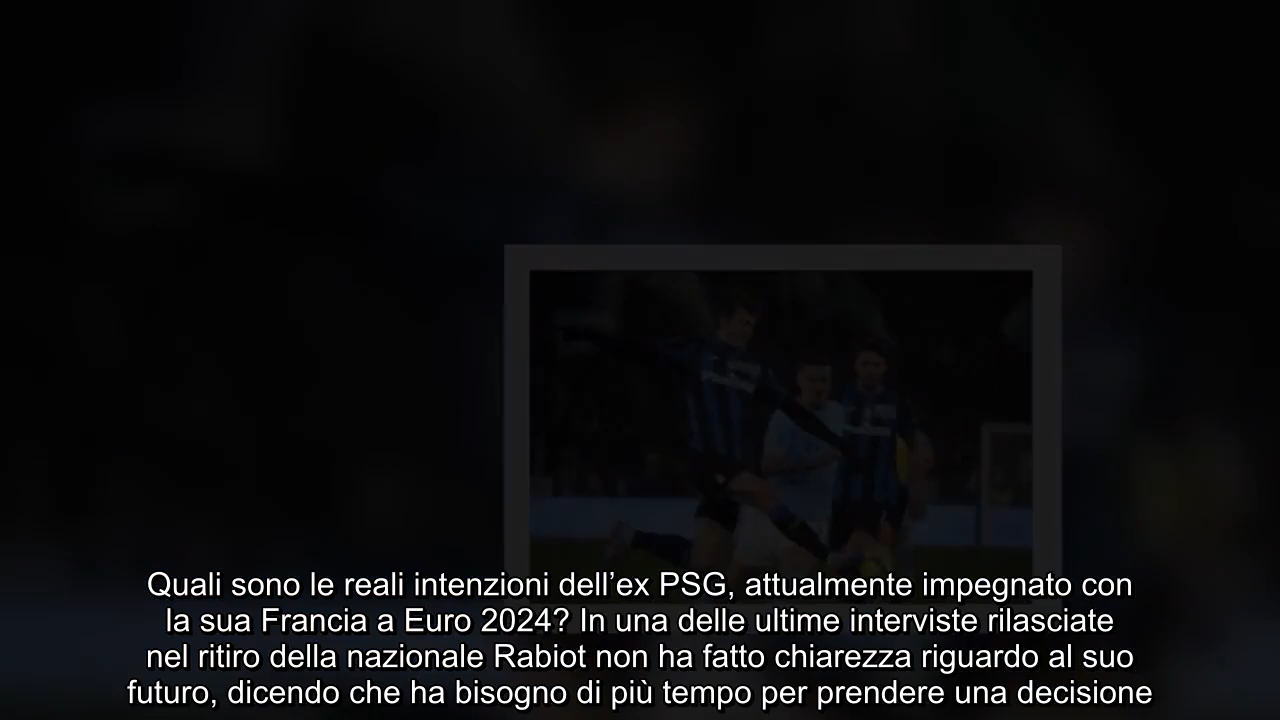 Quali sono le reali intenzioni dell’ex PSG, attualmente impegnato con
la sua Francia a Euro 2024? In una delle ultime interviste rilasciate
nel ritiro della nazionale Rabiot non ha fatto chiarezza riguardo al suo
futuro, dicendo che ha bisogno di più tempo per prendere una decisione